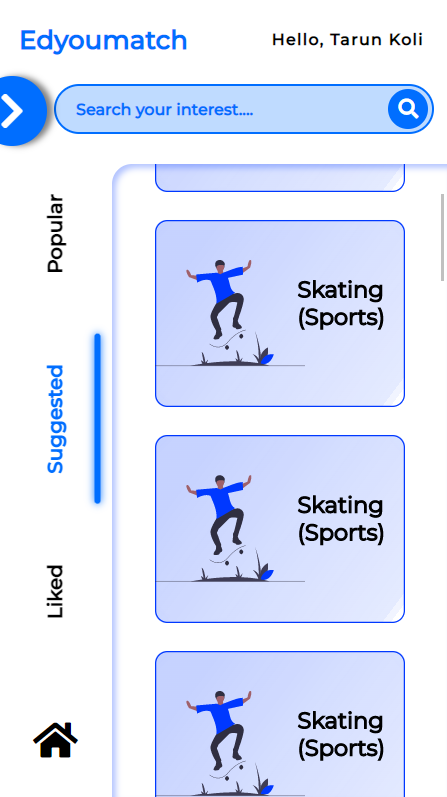 Edyoumatch
Hello, Tarun Koli
Search your interest....
Popular
Suggested
Liked
Skating
(Sports)
Skating
(Sports)
Skating
(Sports)